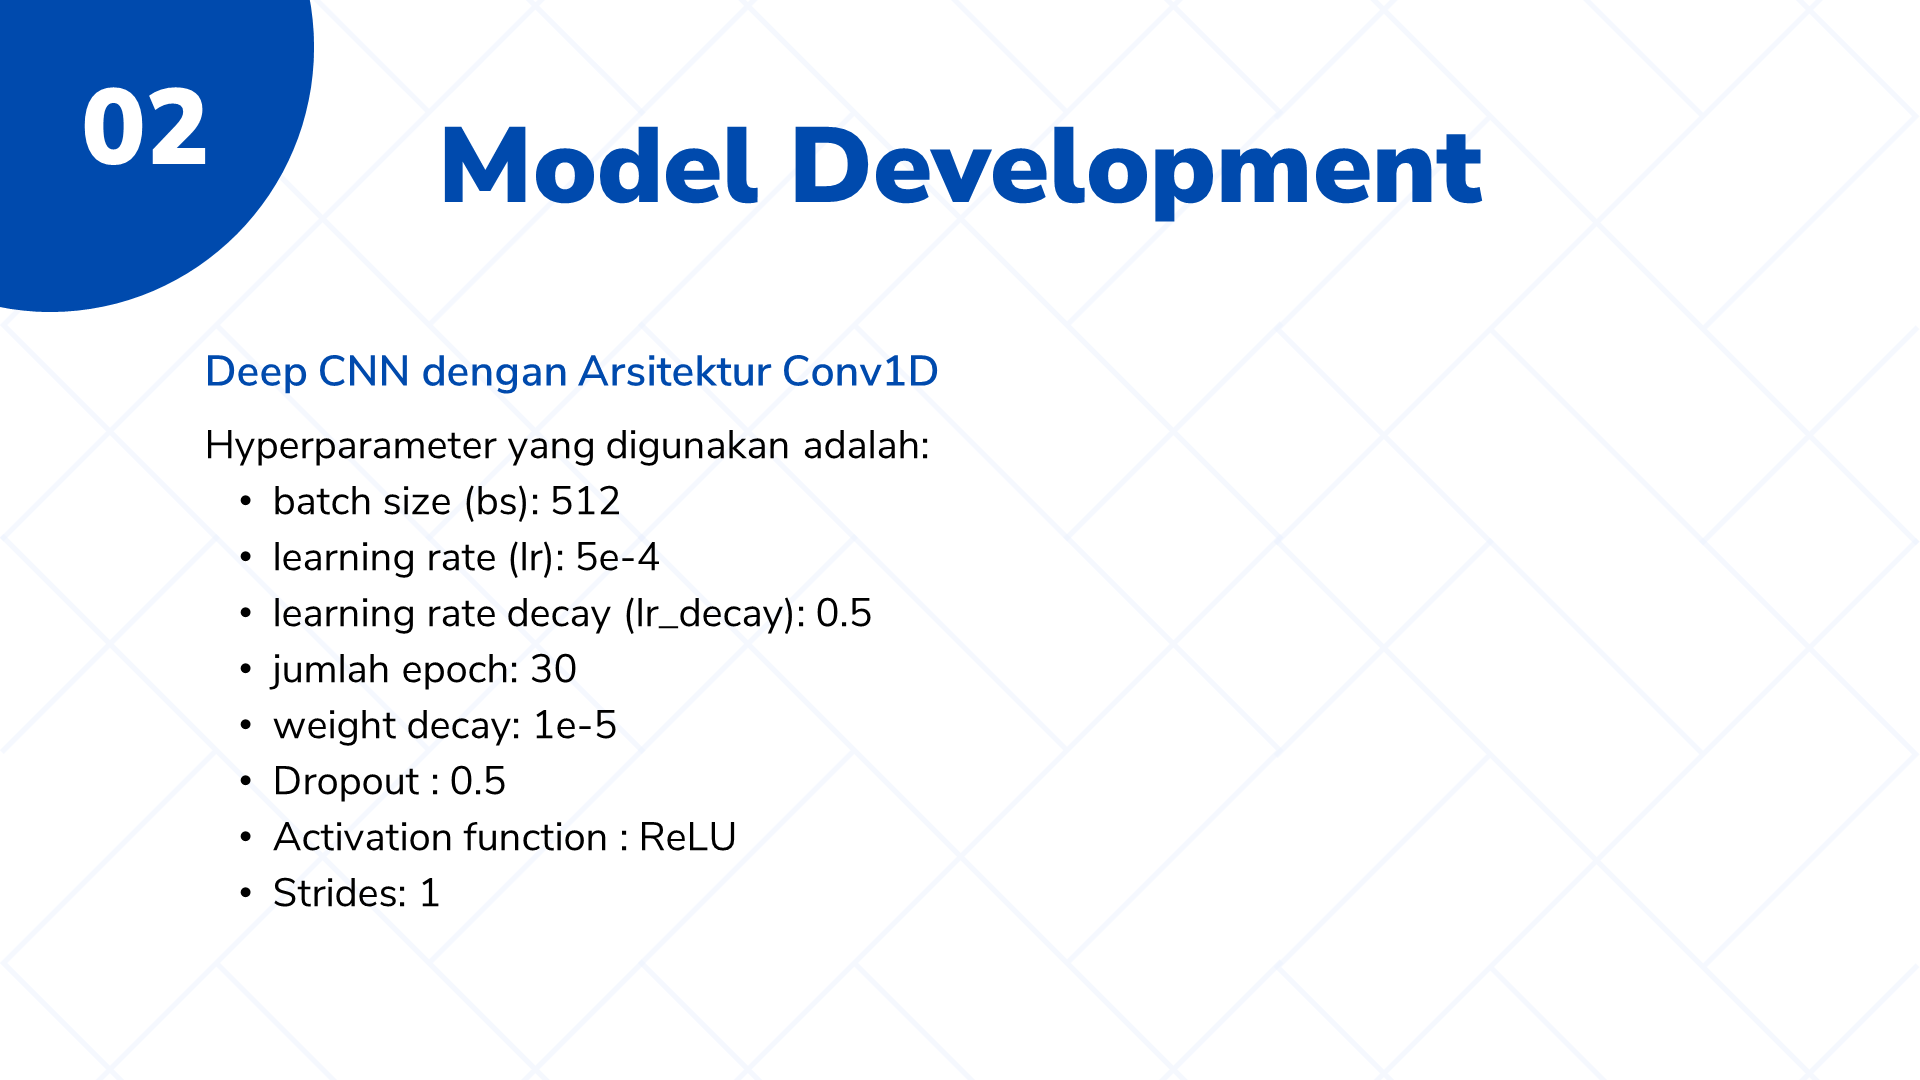 02
Model Development
Deep CNN dengan Arsitektur Conv1D
Hyperparameter yang digunakan adalah:
• batch size (bs): 512
• learning rate (lr): 5e-4
• learning rate decay (lr_decay): 0.5
• jumlah epoch: 30
• weight decay: 1e-5
• Dropout : 0.5
• Activation function : ReLU
• Strides: 1